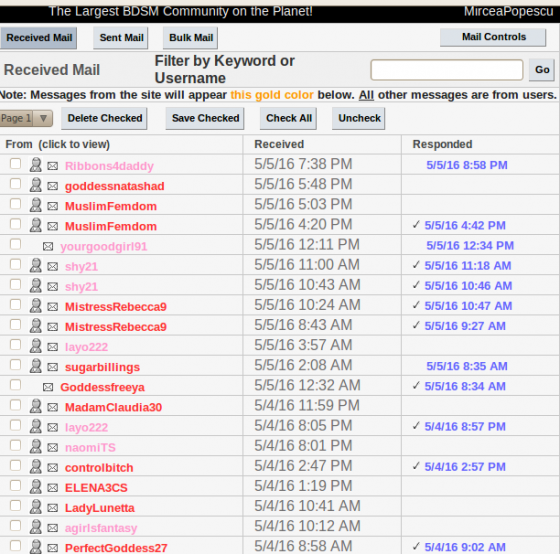 The Largest BDSM Community on the Planet! MirceaPopescu
Received Mail Sent Mail Bulk Mail Mail Controls
Received Mail Filter by Keyword or Username Go
Note: Messages from the site will appear this gold color below. All other messages are from users.
Page 1 ▼ Delete Checked Save Checked Check All Uncheck
From (click to view) Received Responded
Ribbons4daddy 5/5/16 7:38 PM 5/5/16 8:58 PM
goddessnatashad 5/5/16 5:48 PM
MuslimFemdom 5/5/16 5:03 PM
MuslimFemdom 5/5/16 4:20 PM ✓ 5/5/16 4:42 PM
yourgoodgirl91 5/5/16 12:11 PM 5/5/16 12:34 PM
shy21 5/5/16 11:00 AM ✓ 5/5/16 11:18 AM
shy21 5/5/16 10:43 AM ✓ 5/5/16 10:46 AM
MistressRebecca9 5/5/16 10:24 AM ✓ 5/5/16 10:47 AM
MistressRebecca9 5/5/16 8:43 AM ✓ 5/5/16 9:27 AM
layo222 5/5/16 3:57 AM
sugarbillings 5/5/16 2:08 AM 5/5/16 8:35 AM
Goddessfreeya 5/5/16 12:32 AM ✓ 5/5/16 8:34 AM
MadamClaudia30 5/4/16 11:59 PM
layo222 5/4/16 8:05 PM ✓ 5/4/16 8:57 PM
naomiTS 5/4/16 8:01 PM
controlbitch 5/4/16 2:47 PM ✓ 5/4/16 2:57 PM
ELENA3CS 5/4/16 1:19 PM
LadyLunetta 5/4/16 10:41 AM
agirlsfantasy 5/4/16 10:12 AM
PerfectGoddess27 5/4/16 8:58 AM ✓ 5/4/16 9:02 AM